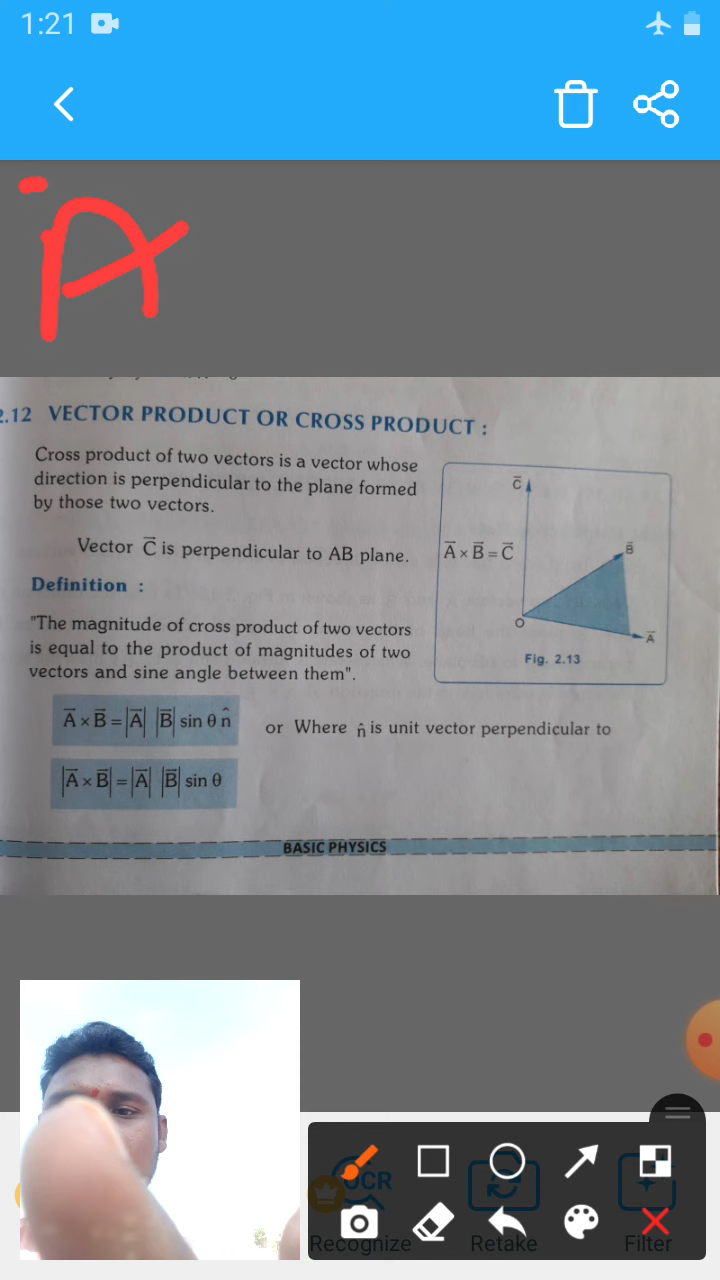 1:21
Ā
2.12 VECTOR PRODUCT OR CROSS PRODUCT :
Cross product of two vectors is a vector whose
direction is perpendicular to the plane formed
by those two vectors.
Vector C̅ is perpendicular to AB plane.
Definition :
"The magnitude of cross product of two vectors
is equal to the product of magnitudes of two
vectors and sine angle between them".
C̅
A̅ × B̅ = C̅
B̅
O
A̅
Fig. 2.13
A̅ × B̅ = |A̅| |B̅| sin θ n̂ or Where n̂ is unit vector perpendicular to
|A̅ × B̅| = |A̅| |B̅| sin θ
BASIC PHYSICS
OCR
Recognize Retake Filter